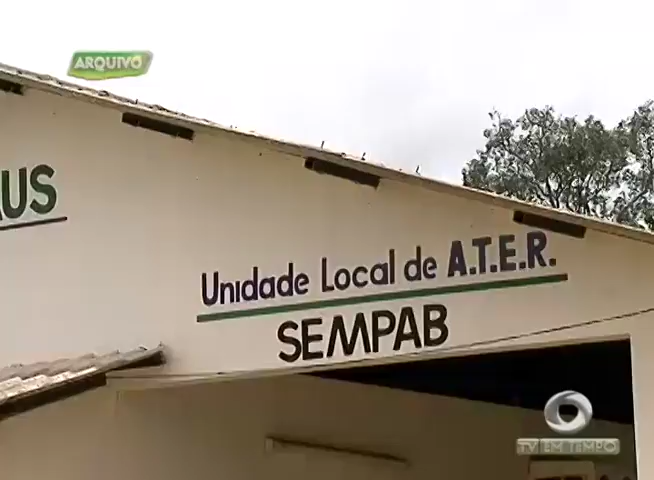 ARQUIVO
US
Unidade Local de A.T.E.R.
SEMPAB
TV EM TEMPO